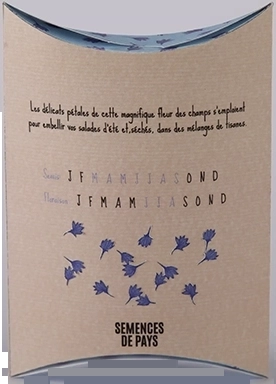 Les délicats pétales de cette magnifique fleur des champs s'emploient
pour embellir vos salades d'été et,séchés, dans des mélanges de tisanes.
Semis J F M A M J J A S O N D
Floraison J F M A M J J A S O N D
SEMENCES
DE PAYS